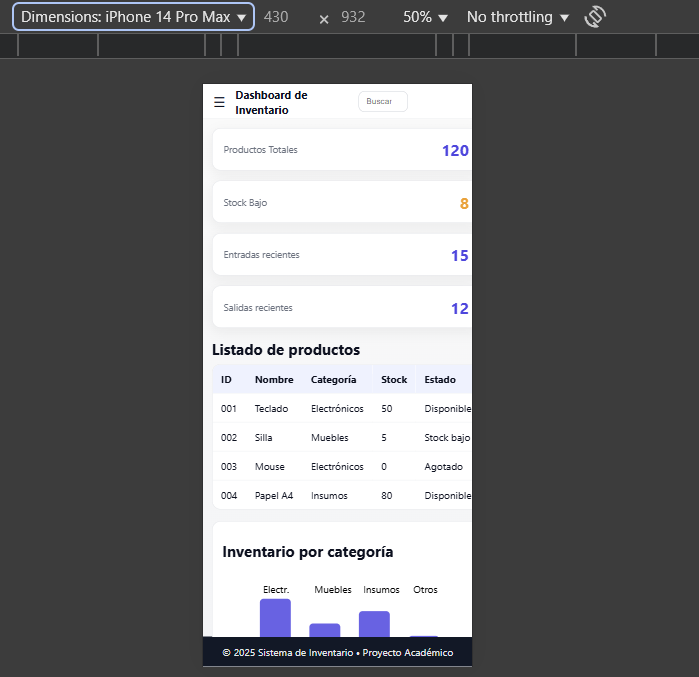 Dimensions: iPhone 14 Pro Max ▼ 430 × 932 50% ▼ No throttling ▼
☰ Dashboard de Inventario Buscar
Productos Totales 120
Stock Bajo 8
Entradas recientes 15
Salidas recientes 12
Listado de productos
ID Nombre Categoría Stock Estado
001 Teclado Electrónicos 50 Disponible
002 Silla Muebles 5 Stock bajo
003 Mouse Electrónicos 0 Agotado
004 Papel A4 Insumos 80 Disponible
Inventario por categoría
Electr. Muebles Insumos Otros
© 2025 Sistema de Inventario • Proyecto Académico